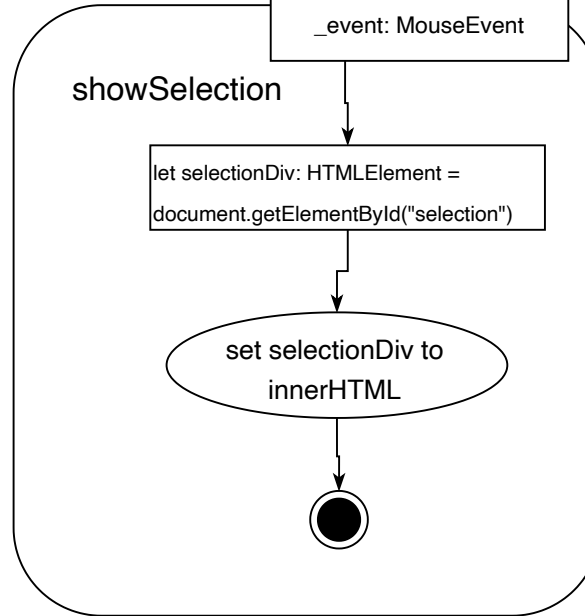 _event: MouseEvent
showSelection
let selectionDiv: HTMLElement =
document.getElementById("selection")
set selectionDiv to
innerHTML